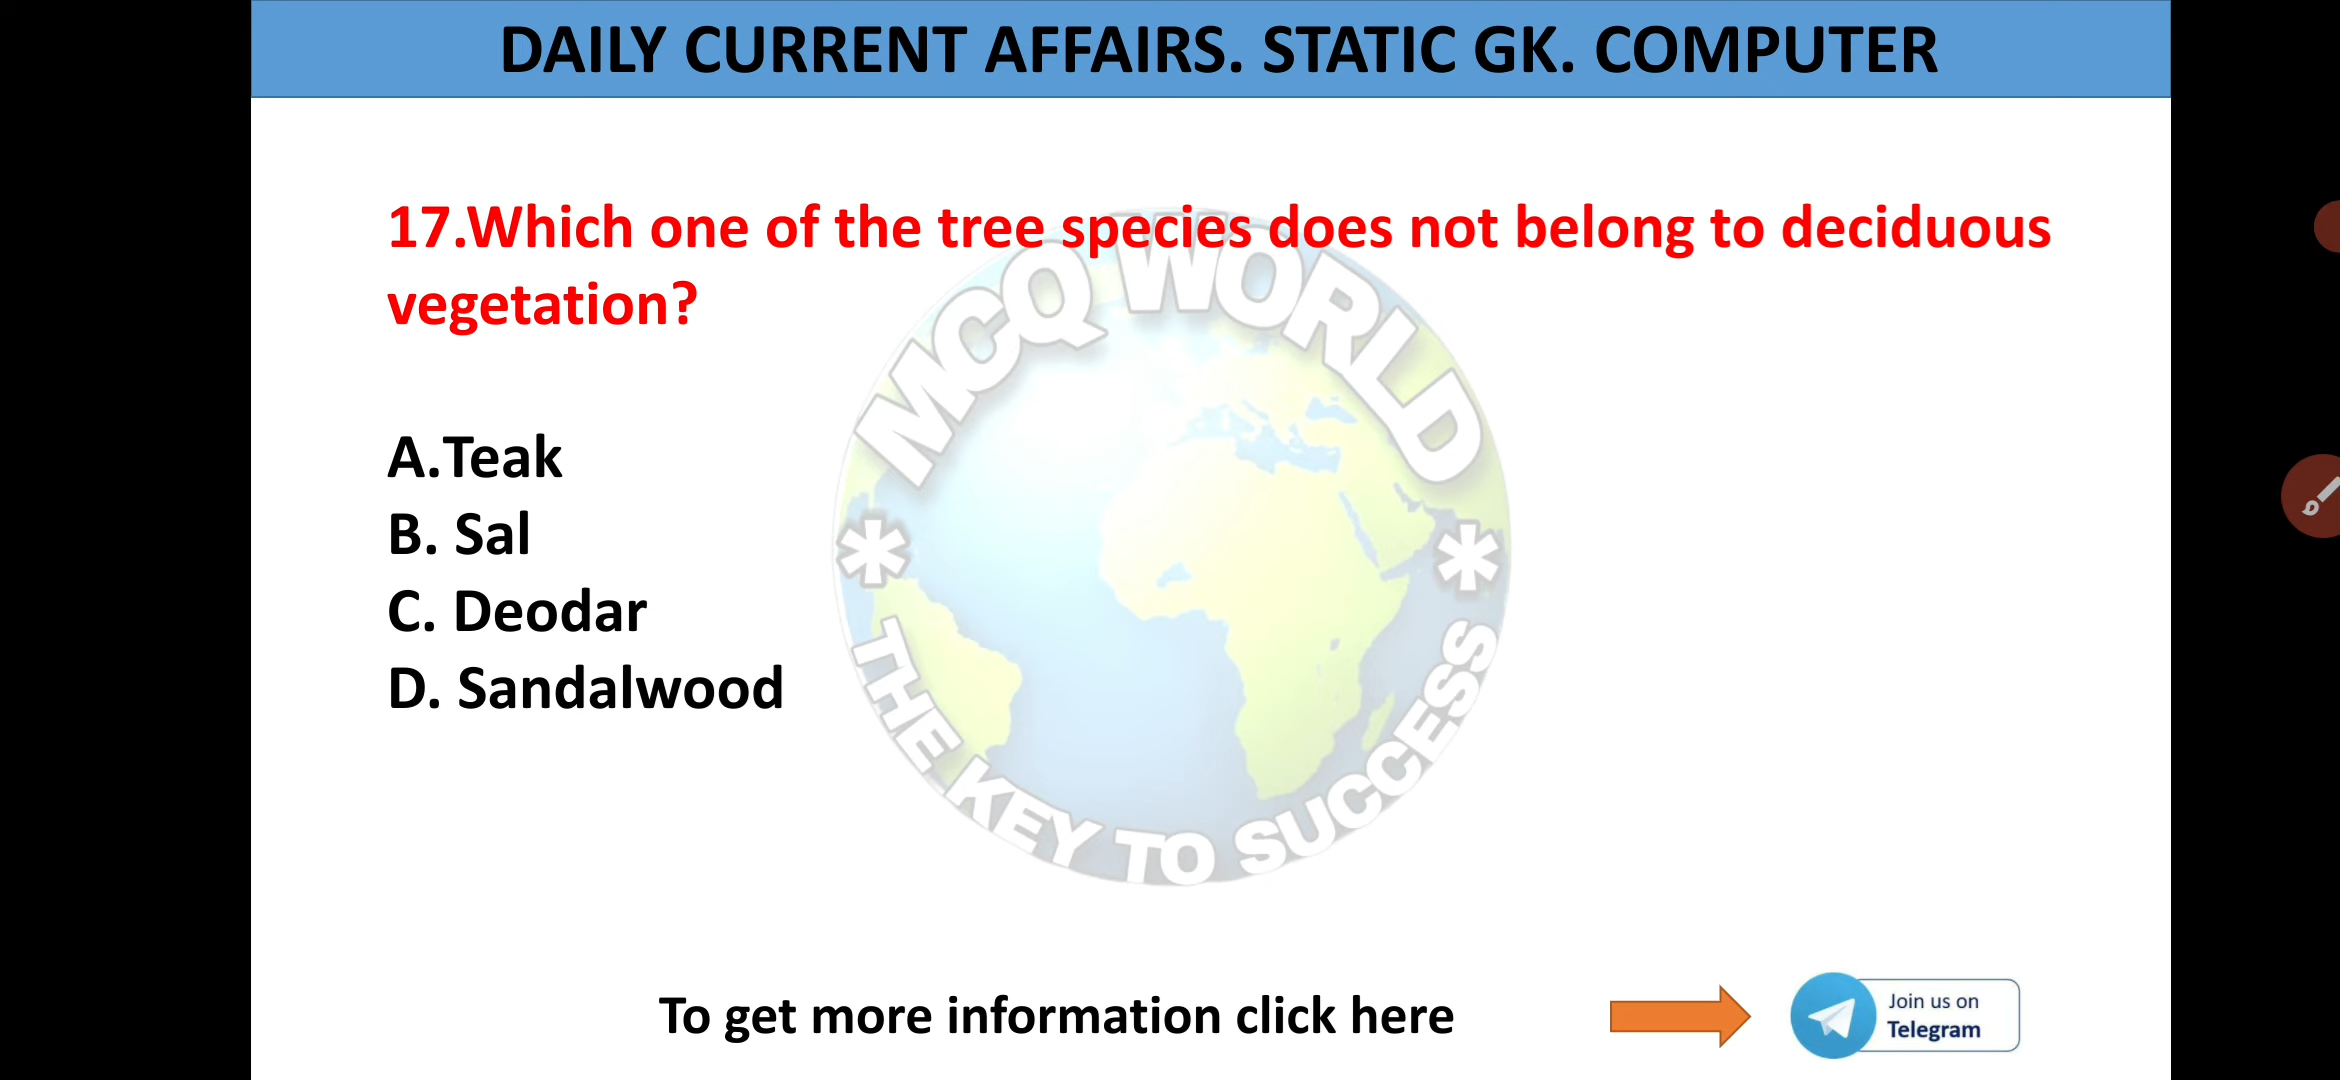 DAILY CURRENT AFFAIRS. STATIC GK. COMPUTER
17.Which one of the tree species does not belong to deciduous
vegetation?
MCQ WORLD
A.Teak
B. Sal
C. Deodar
D. Sandalwood
* *
THE KEY TO SUCCESS
To get more information click here
Join us on
Telegram